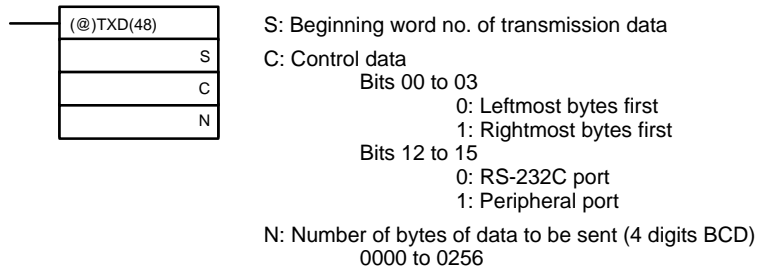 (@)TXD(48)
S
C
N
S: Beginning word no. of transmission data
C: Control data
Bits 00 to 03
0: Leftmost bytes first
1: Rightmost bytes first
Bits 12 to 15
0: RS-232C port
1: Peripheral port
N: Number of bytes of data to be sent (4 digits BCD)
0000 to 0256